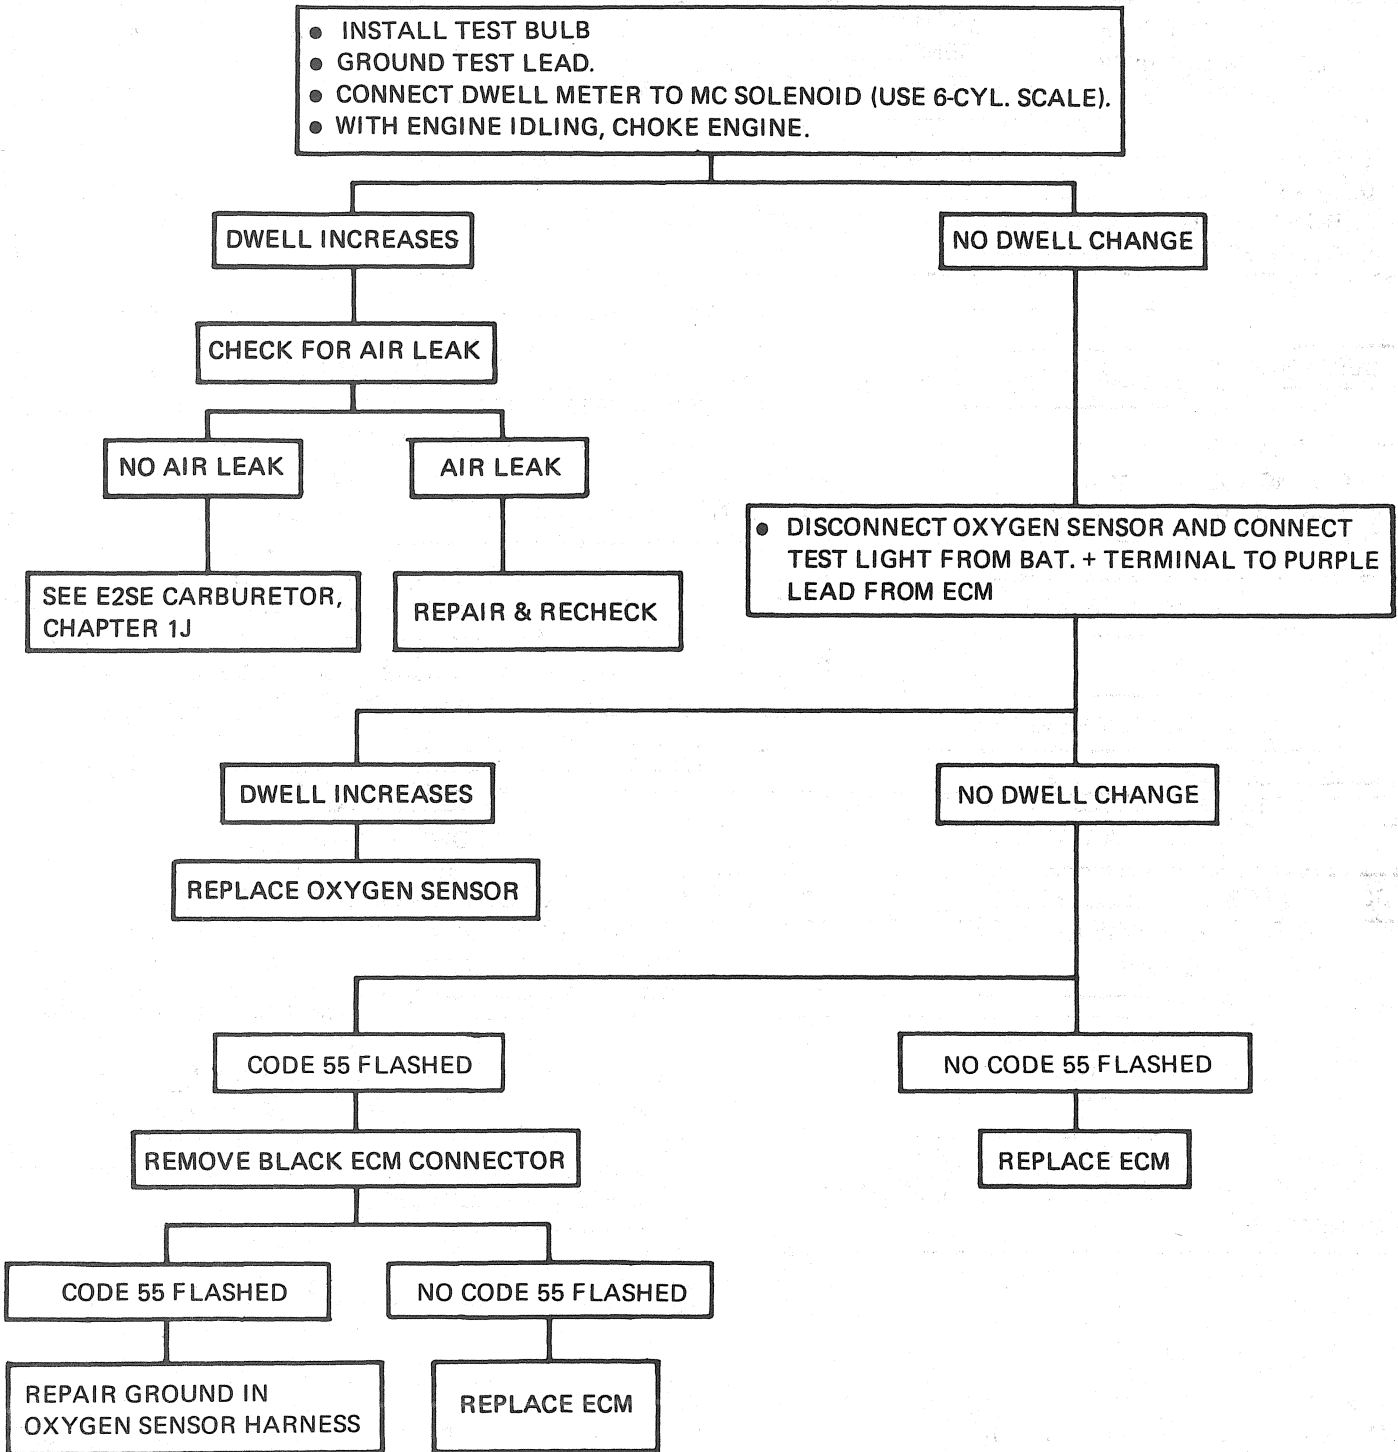 ● INSTALL TEST BULB
● GROUND TEST LEAD.
● CONNECT DWELL METER TO MC SOLENOID (USE 6-CYL. SCALE).
● WITH ENGINE IDLING, CHOKE ENGINE.
DWELL INCREASES
NO DWELL CHANGE
CHECK FOR AIR LEAK
NO AIR LEAK
AIR LEAK
● DISCONNECT OXYGEN SENSOR AND CONNECT
TEST LIGHT FROM BAT. + TERMINAL TO PURPLE
LEAD FROM ECM
SEE E2SE CARBURETOR,
CHAPTER 1J
REPAIR & RECHECK
DWELL INCREASES
NO DWELL CHANGE
REPLACE OXYGEN SENSOR
CODE 55 FLASHED
NO CODE 55 FLASHED
REMOVE BLACK ECM CONNECTOR
REPLACE ECM
CODE 55 FLASHED
NO CODE 55 FLASHED
REPAIR GROUND IN
OXYGEN SENSOR HARNESS
REPLACE ECM